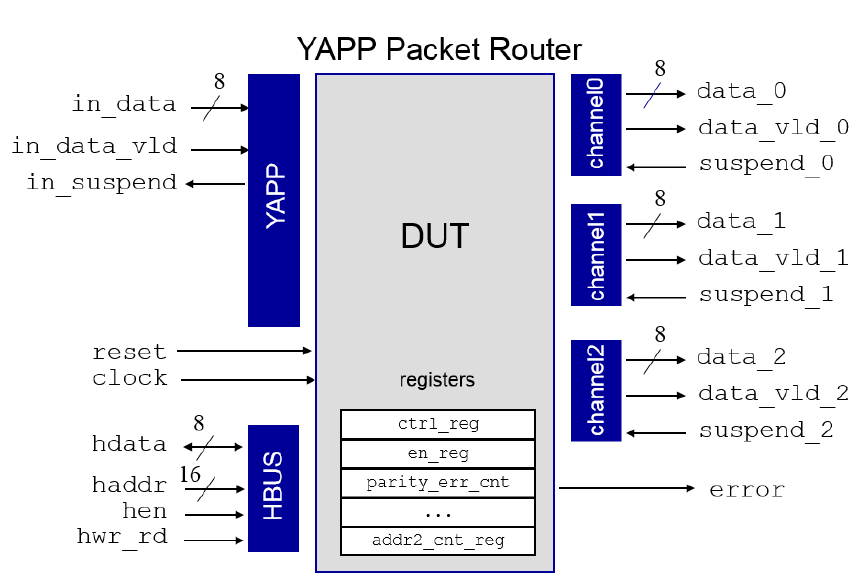 YAPP Packet Router
8
in_data
in_data_vld
in_suspend
YAPP
DUT
reset
clock
registers
ctrl_reg
en_reg
parity_err_cnt
...
addr2_cnt_reg
8
hdata
16
haddr
hen
hwr_rd
HBUS
channel0
8
data_0
data_vld_0
suspend_0
channel1
8
data_1
data_vld_1
suspend_1
channel2
8
data_2
data_vld_2
suspend_2
error